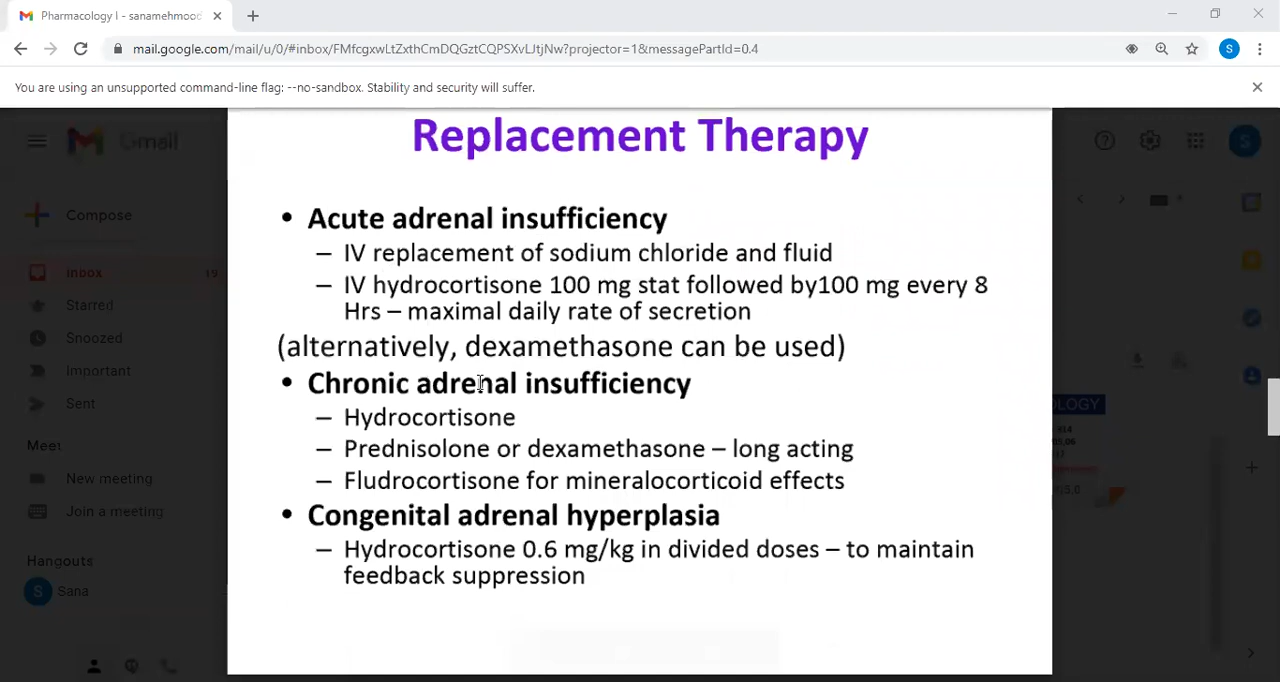 Pharmacology I - sanamehmood
mail.google.com/mail/u/0/#inbox/FMfcgxwLtZxthCmDQGztCQPSXvLJtjNw?projector=1&messagePartId=0.4
S
You are using an unsupported command-line flag: --no-sandbox. Stability and security will suffer.
Gmail
S
Compose
Inbox 19
Starred
Snoozed
Important
Sent
Meet
New meeting
Join a meeting
Hangouts
S Sana
Replacement Therapy
• Acute adrenal insufficiency
– IV replacement of sodium chloride and fluid
– IV hydrocortisone 100 mg stat followed by100 mg every 8
Hrs – maximal daily rate of secretion
(alternatively, dexamethasone can be used)
• Chronic adrenal insufficiency
– Hydrocortisone
– Prednisolone or dexamethasone – long acting
– Fludrocortisone for mineralocorticoid effects
• Congenital adrenal hyperplasia
– Hydrocortisone 0.6 mg/kg in divided doses – to maintain
feedback suppression